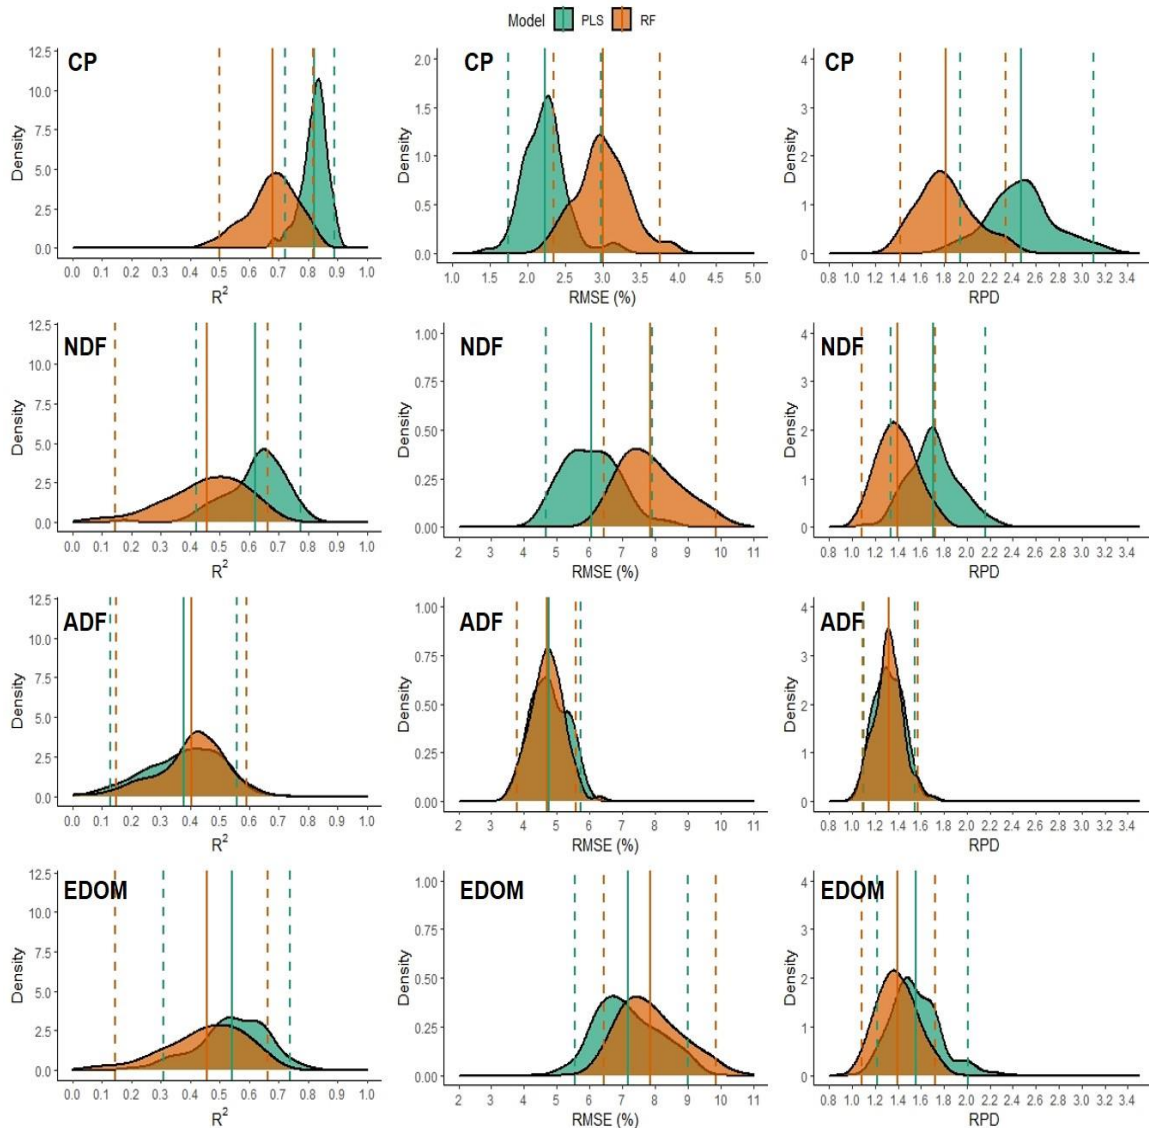 Model PLS RF
CP
Density
12.5
10.0
7.5
5.0
2.5
0.0
0.0 0.1 0.2 0.3 0.4 0.5 0.6 0.7 0.8 0.9 1.0
R²
CP
Density
2.0
1.5
1.0
0.5
0.0
1.0 1.5 2.0 2.5 3.0 3.5 4.0 4.5 5.0
RMSE (%)
CP
Density
4
3
2
1
0
0.8 1.0 1.2 1.4 1.6 1.8 2.0 2.2 2.4 2.6 2.8 3.0 3.2 3.4
RPD
NDF
Density
12.5
10.0
7.5
5.0
2.5
0.0
0.0 0.1 0.2 0.3 0.4 0.5 0.6 0.7 0.8 0.9 1.0
R²
NDF
Density
1.00
0.75
0.50
0.25
0.00
2 3 4 5 6 7 8 9 10 11
RMSE (%)
NDF
Density
4
3
2
1
0
0.8 1.0 1.2 1.4 1.6 1.8 2.0 2.2 2.4 2.6 2.8 3.0 3.2 3.4
RPD
ADF
Density
12.5
10.0
7.5
5.0
2.5
0.0
0.0 0.1 0.2 0.3 0.4 0.5 0.6 0.7 0.8 0.9 1.0
R²
ADF
Density
1.00
0.75
0.50
0.25
0.00
2 3 4 5 6 7 8 9 10 11
RMSE (%)
ADF
Density
4
3
2
1
0
0.8 1.0 1.2 1.4 1.6 1.8 2.0 2.2 2.4 2.6 2.8 3.0 3.2 3.4
RPD
EDOM
Density
12.5
10.0
7.5
5.0
2.5
0.0
0.0 0.1 0.2 0.3 0.4 0.5 0.6 0.7 0.8 0.9 1.0
R²
EDOM
Density
1.00
0.75
0.50
0.25
0.00
2 3 4 5 6 7 8 9 10 11
RMSE (%)
EDOM
Density
4
3
2
1
0
0.8 1.0 1.2 1.4 1.6 1.8 2.0 2.2 2.4 2.6 2.8 3.0 3.2 3.4
RPD